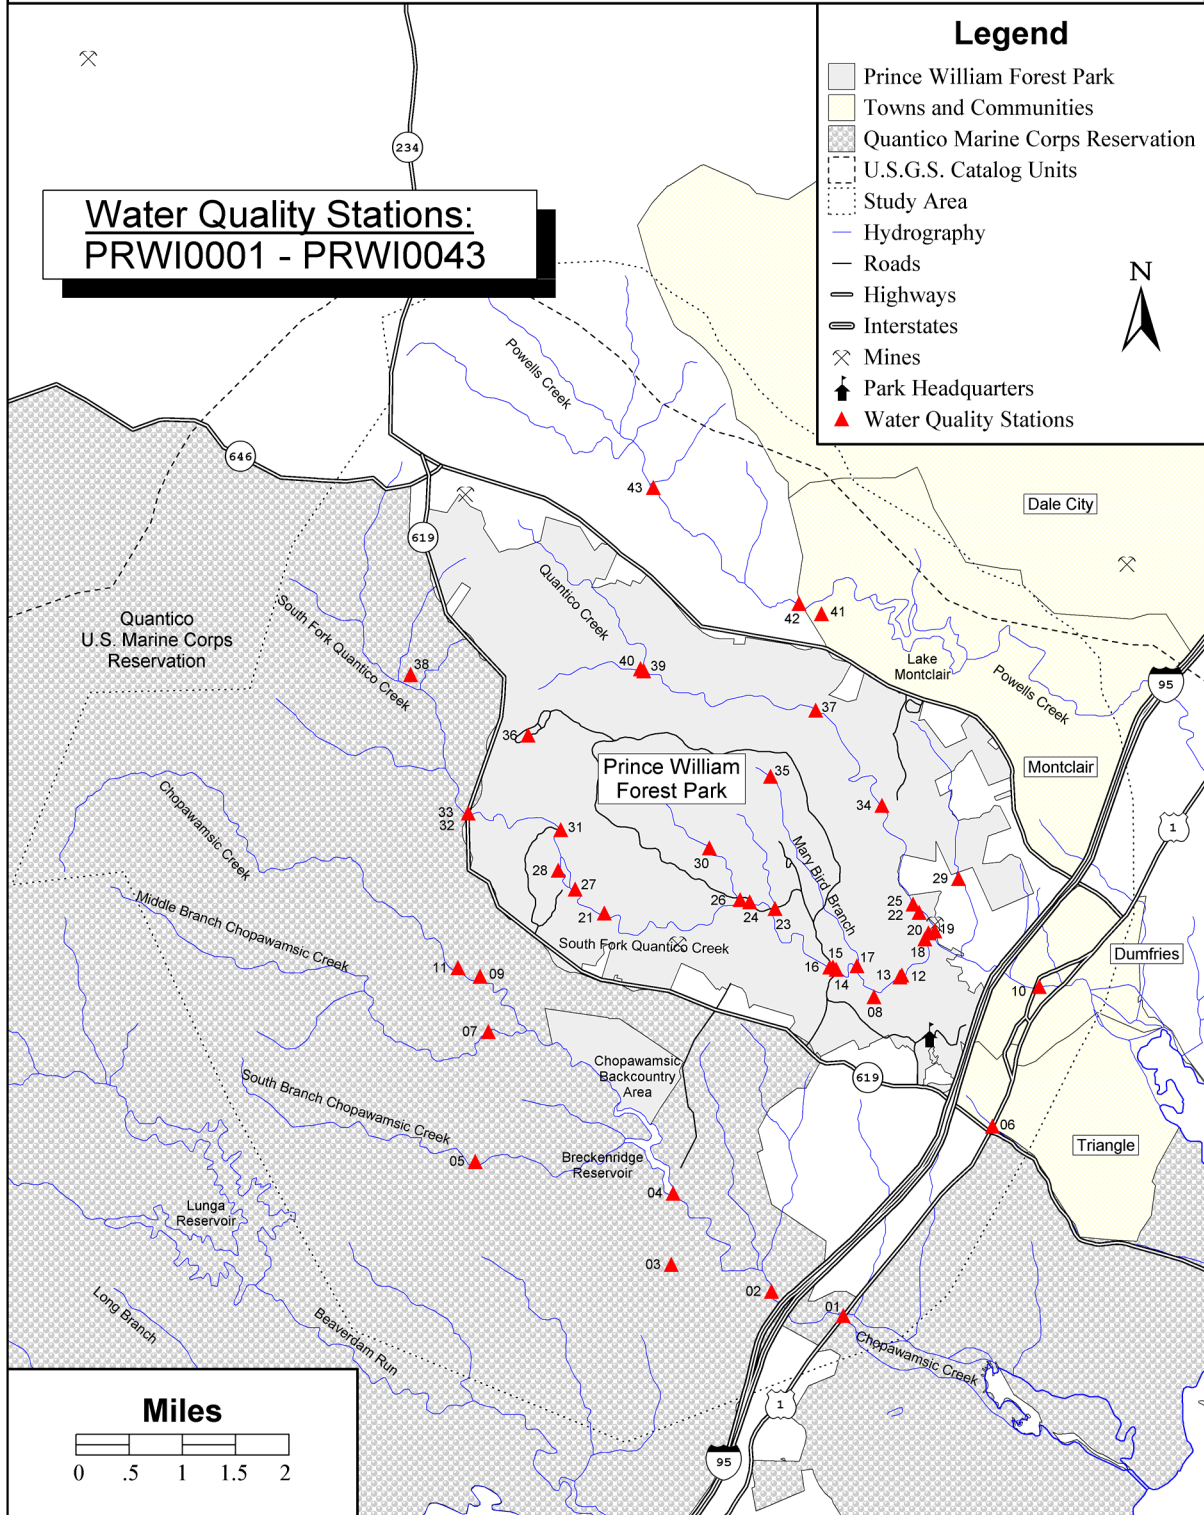 Legend
Prince William Forest Park
Towns and Communities
Quantico Marine Corps Reservation
U.S.G.S. Catalog Units
Study Area
Hydrography
Roads
Highways
Interstates
Mines
Park Headquarters
Water Quality Stations
N
234
Water Quality Stations:
PRWI0001 - PRWI0043
Powells Creek
646
43
Dale City
619
Quantico Creek
42
41
Quantico
U.S. Marine Corps
Reservation
South Fork Quantico Creek
38
40
39
Lake
Montclair
Powells Creek
95
37
36
Prince William
Forest Park
35
Montclair
34
1
33
32
31
Chopawamsic Creek
30
Mary Bird Branch
28
27
29
26
24
23
25
22
21
20
19
18
Middle Branch Chopawamsic Creek
South Fork Quantico Creek
Dumfries
11
09
15
16
14
17
13
12
10
08
07
Chopawamsic
Backcountry
Area
619
South Branch Chopawamsic Creek
06
Triangle
05
Breckenridge
Reservoir
04
Lunga
Reservoir
03
02
01
Long Branch
Beaverdam Run
Chopawamsic Creek
1
95
Miles
0 .5 1 1.5 2